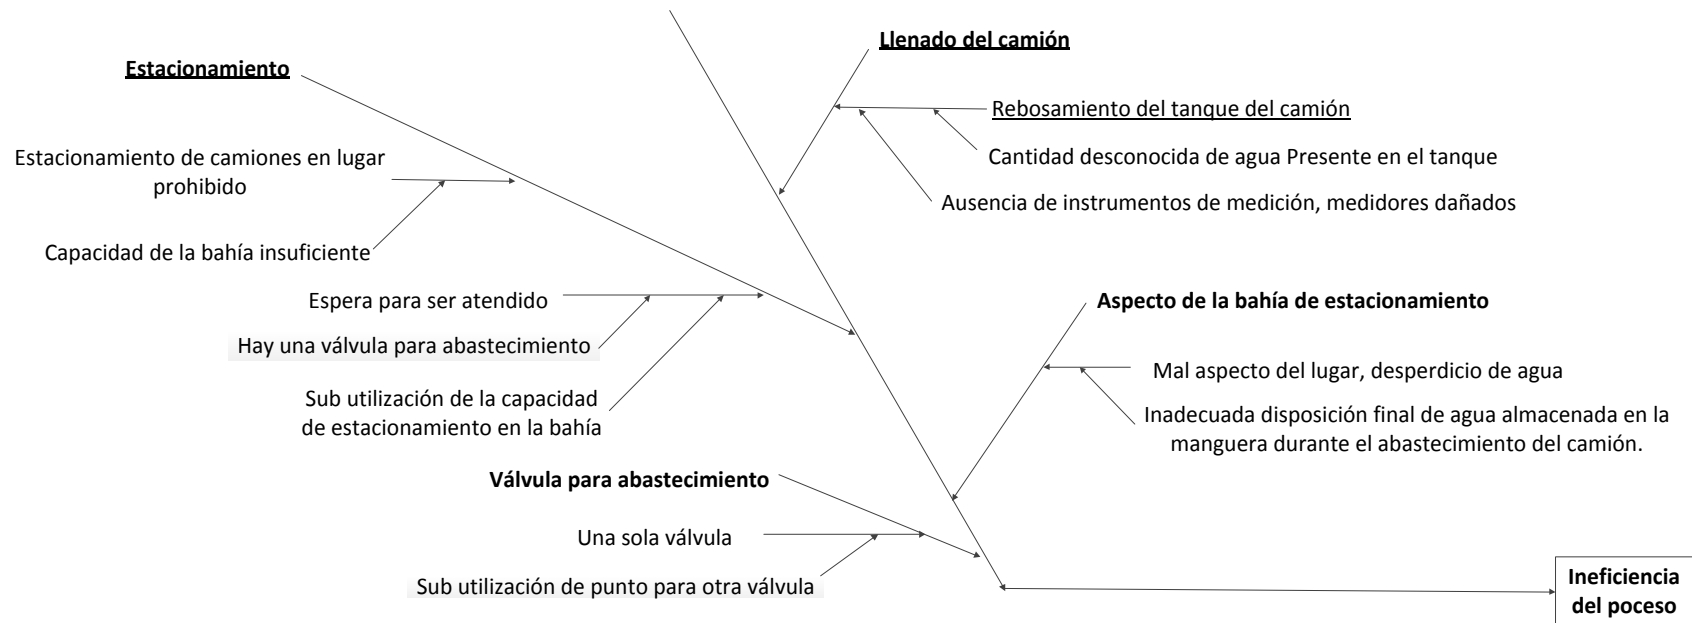 Llenado del camión
Estacionamiento
Rebosamiento del tanque del camión
Estacionamiento de camiones en lugar
prohibido
Cantidad desconocida de agua Presente en el tanque
Ausencia de instrumentos de medición, medidores dañados
Capacidad de la bahía insuficiente
Espera para ser atendido
Aspecto de la bahía de estacionamiento
Hay una válvula para abastecimiento
Mal aspecto del lugar, desperdicio de agua
Sub utilización de la capacidad
de estacionamiento en la bahía
Inadecuada disposición final de agua almacenada en la
manguera durante el abastecimiento del camión.
Válvula para abastecimiento
Una sola válvula
Sub utilización de punto para otra válvula
Ineficiencia
del poceso